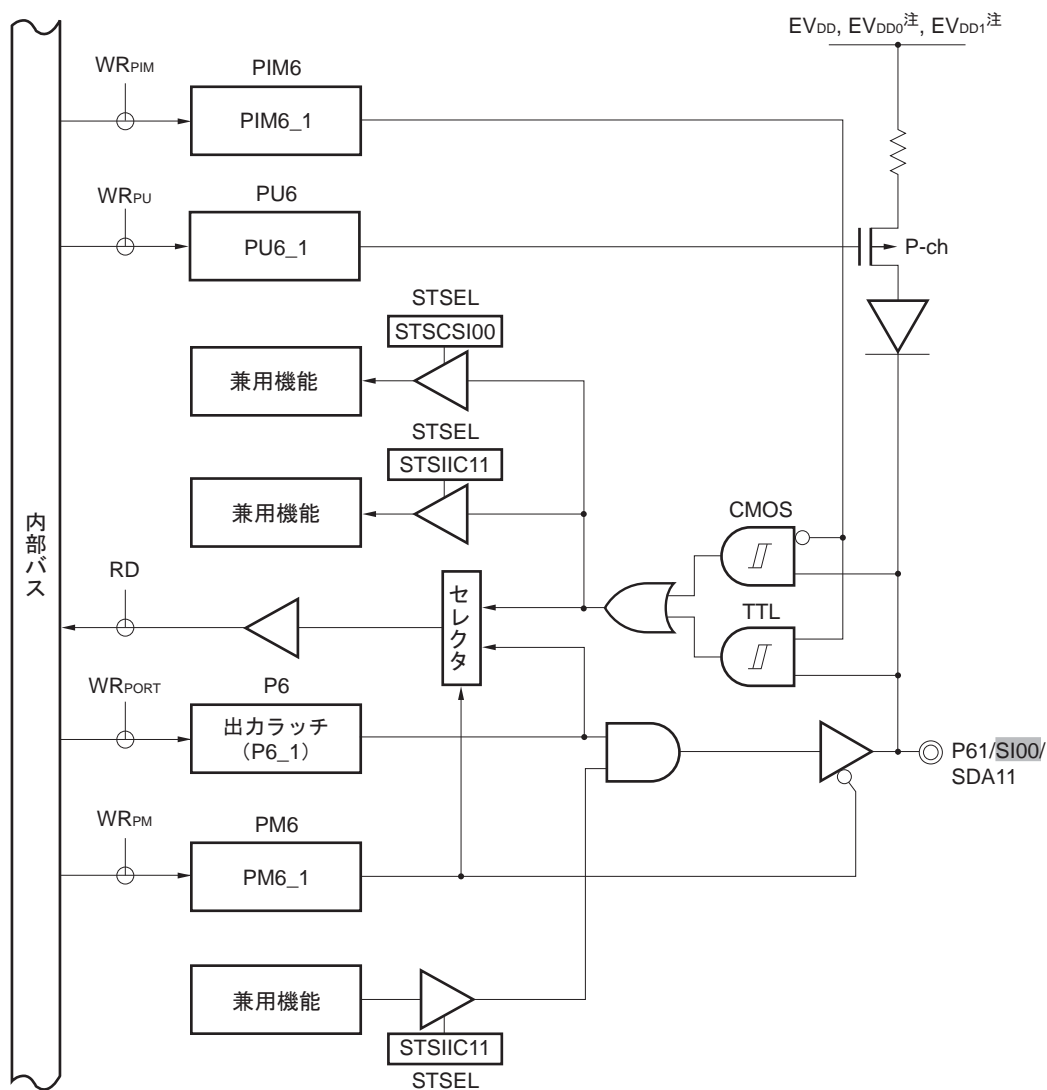 EVDD, EVDD0注, EVDD1注
WRPIM
PIM6
PIM6_1
WRPU
PU6
PU6_1
P-ch
STSEL
STSCSI00
兼用機能
STSEL
STSIIC11
兼用機能
CMOS
内部バス
RD
セレクタ
TTL
WRPORT
P6
出力ラッチ
(P6_1)
P61/SI00/
SDA11
WRPM
PM6
PM6_1
兼用機能
STSIIC11
STSEL